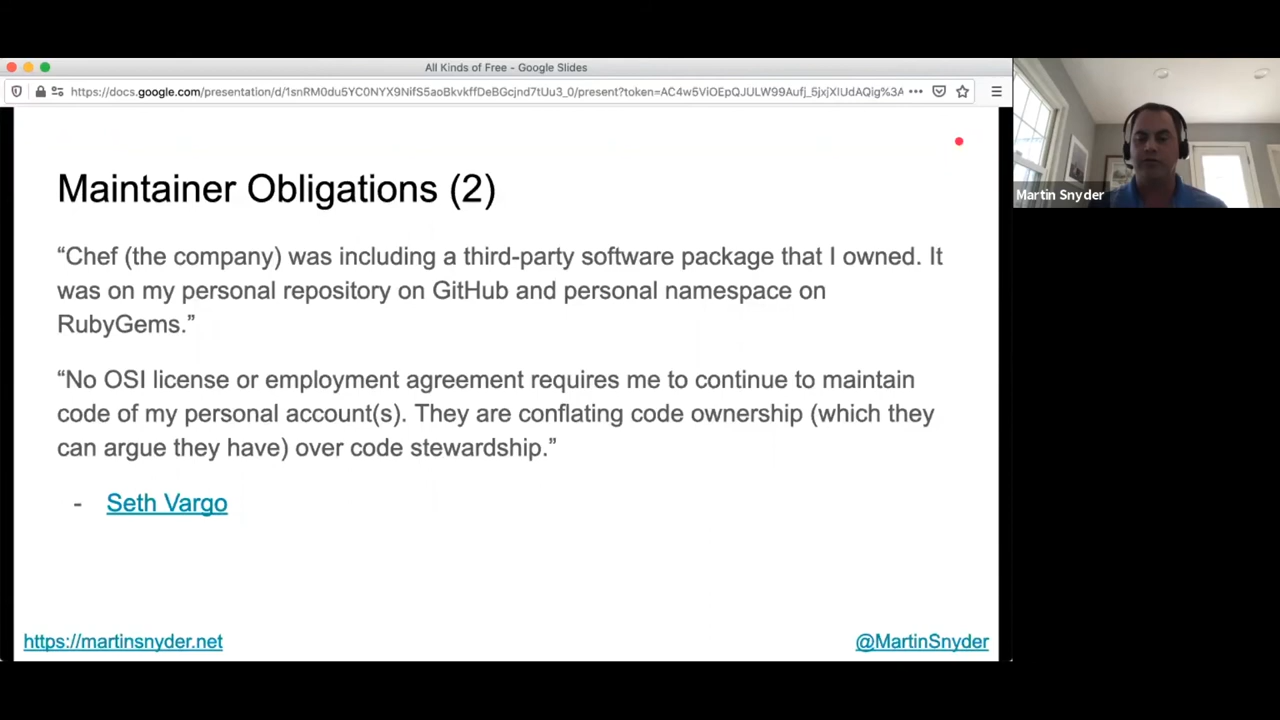 All Kinds of Free - Google Slides
https://docs.google.com/presentation/d/1snRM0du5YC0NYX9NifS5aoBkvkffDeBGcjnd7tUu3_0/present?token=AC4w5ViOEpQJULW99Aufj_5jxjXIUdAQig%3A
Maintainer Obligations (2)
“Chef (the company) was including a third-party software package that I owned. It
was on my personal repository on GitHub and personal namespace on
RubyGems.”
“No OSI license or employment agreement requires me to continue to maintain
code of my personal account(s). They are conflating code ownership (which they
can argue they have) over code stewardship.”
- Seth Vargo
https://martinsnyder.net
@MartinSnyder
Martin Snyder